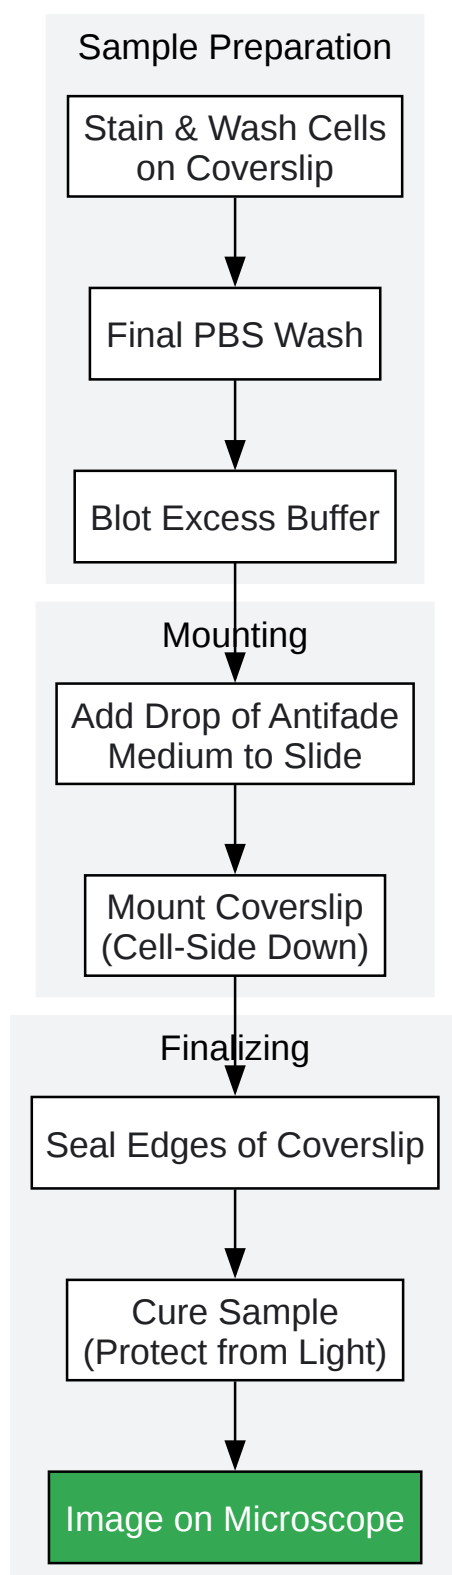 Sample Preparation
Stain & Wash Cells
on Coverslip
Final PBS Wash
Blot Excess Buffer
Mounting
Add Drop of Antifade
Medium to Slide
Mount Coverslip
(Cell-Side Down)
Finalizing
Seal Edges of Coverslip
Cure Sample
(Protect from Light)
Image on Microscope